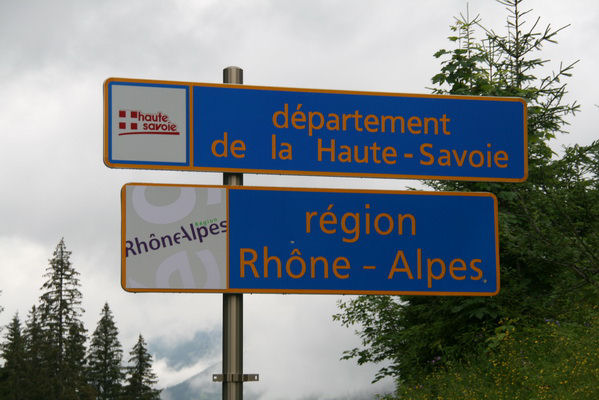 haute
savoie
département
de la Haute-Savoie
Région
RhôneAlpes
région
Rhône - Alpes